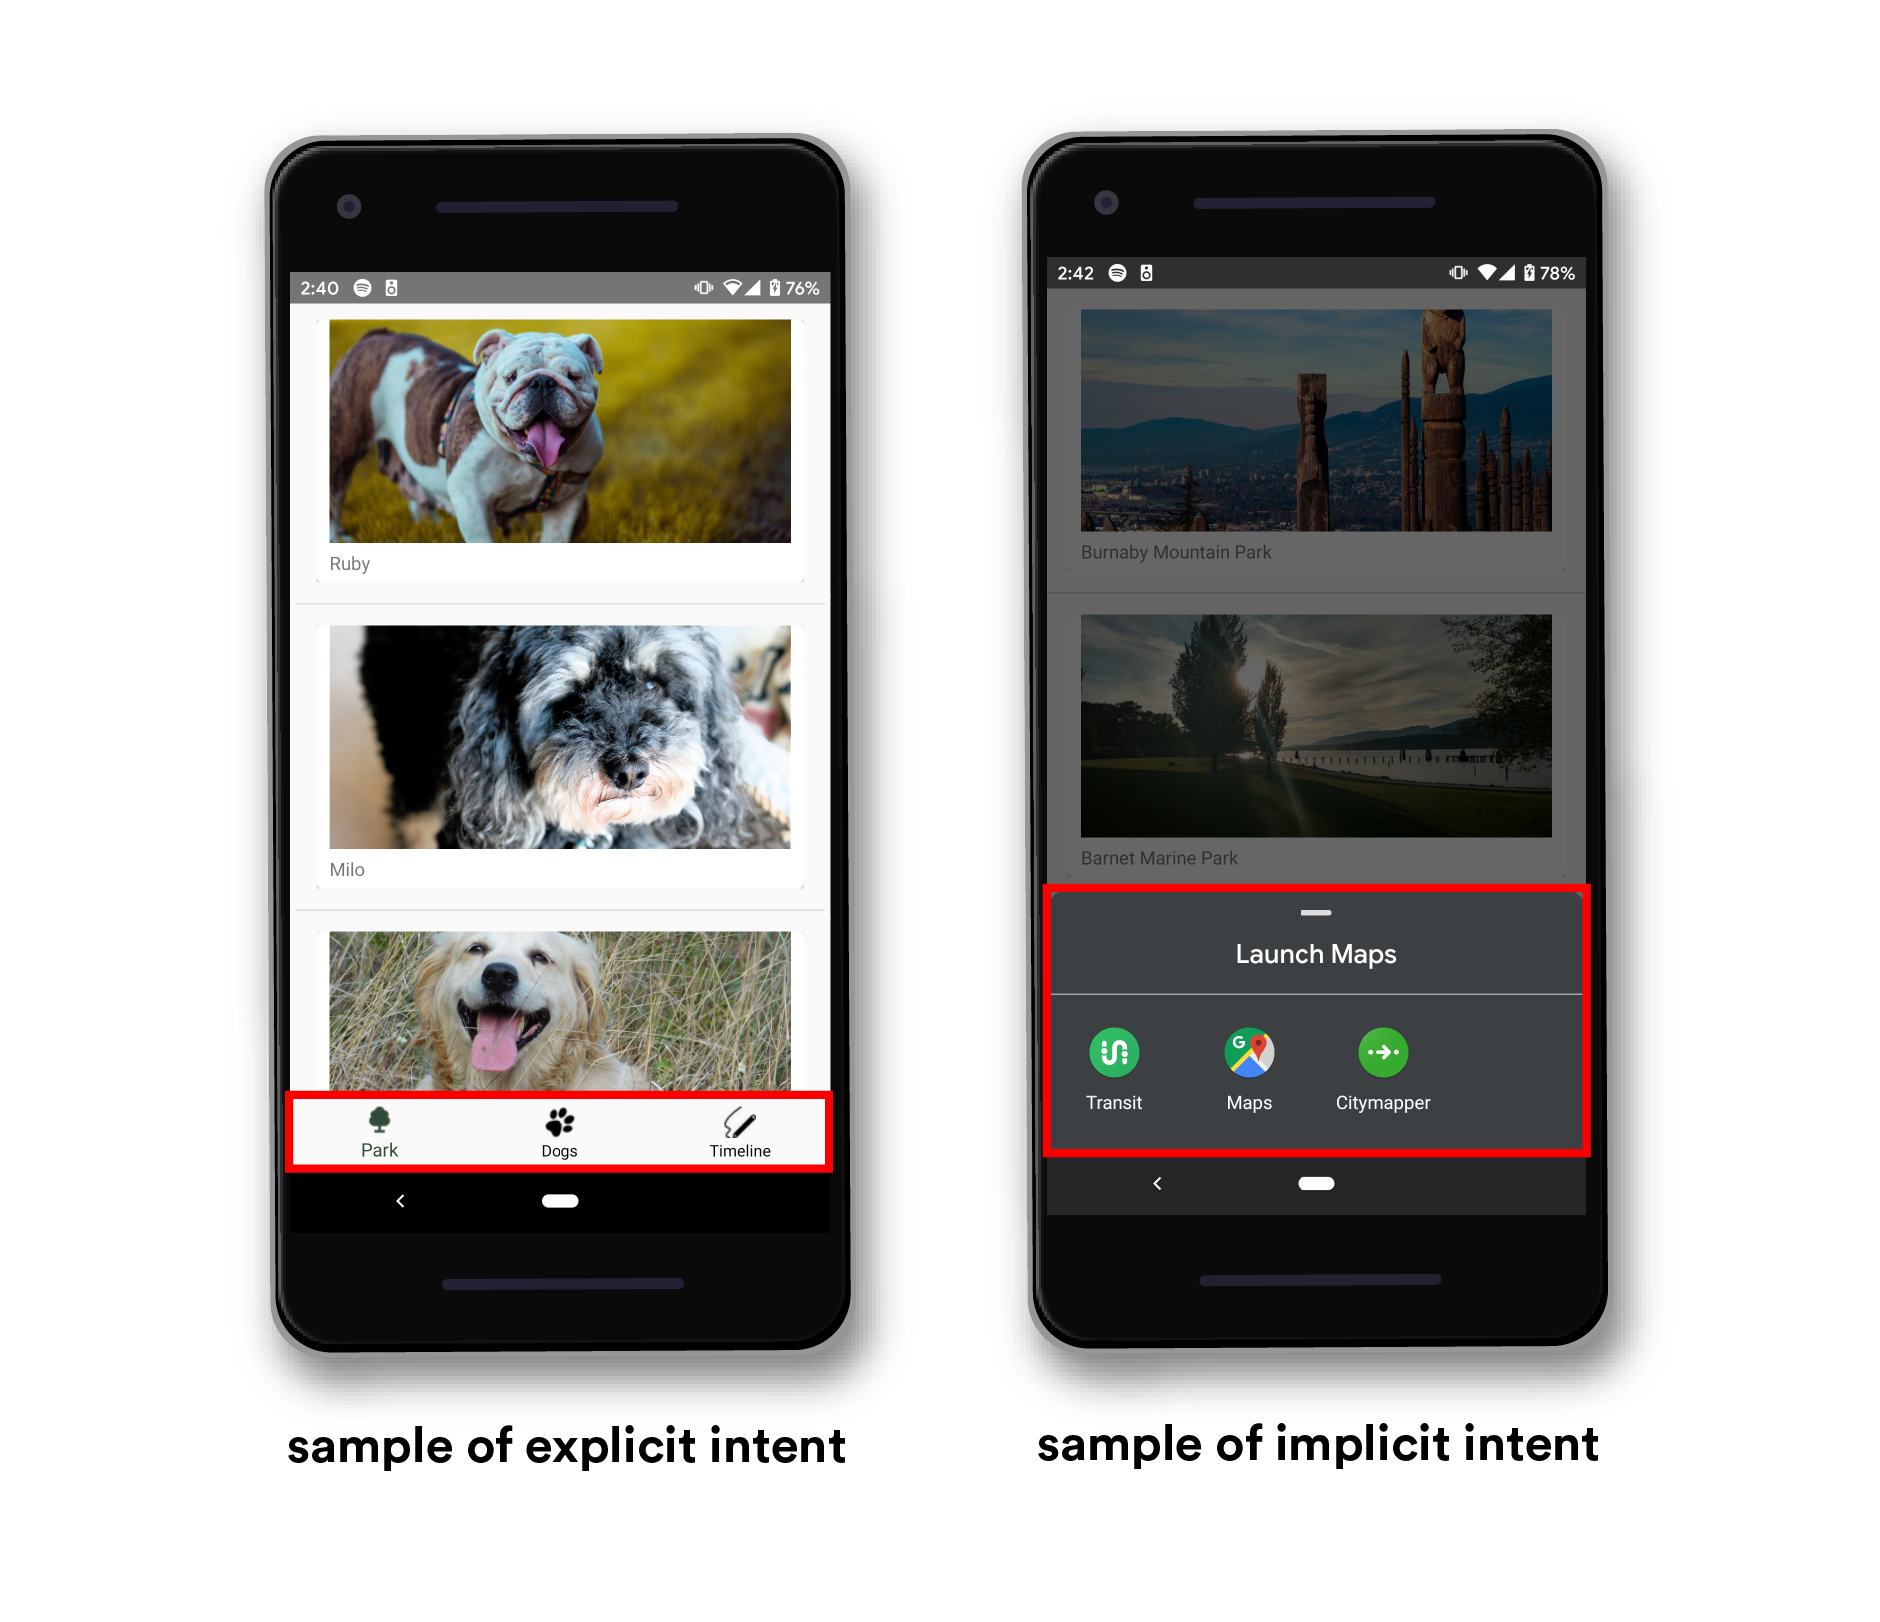 2:40 76%
Ruby
Milo
Park Dogs Timeline
sample of explicit intent
2:42 78%
Burnaby Mountain Park
Barnet Marine Park
Launch Maps
G
Transit Maps Citymapper
sample of implicit intent